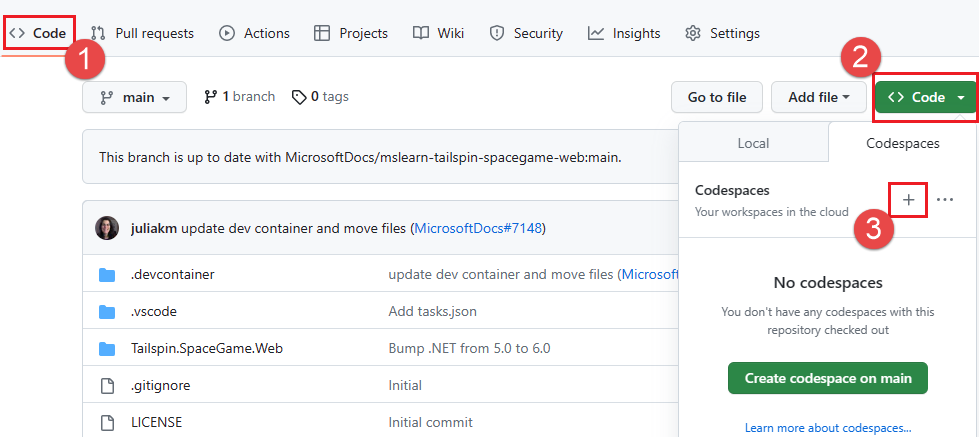 Code Pull requests Actions Projects Wiki Security Insights Settings
1
2
main 1 branch 0 tags Go to file Add file Code
Local Codespaces
This branch is up to date with MicrosoftDocs/mslearn-tailspin-spacegame-web:main.
Codespaces
Your workspaces in the cloud
3
juliakm update dev container and move files (MicrosoftDocs#7148)
.devcontainer update dev container and move files (Microsoft
.vscode Add tasks.json
Tailspin.SpaceGame.Web Bump .NET from 5.0 to 6.0
.gitignore Initial
LICENSE Initial commit
No codespaces
You don't have any codespaces with this
repository checked out
Create codespace on main
Learn more about codespaces...